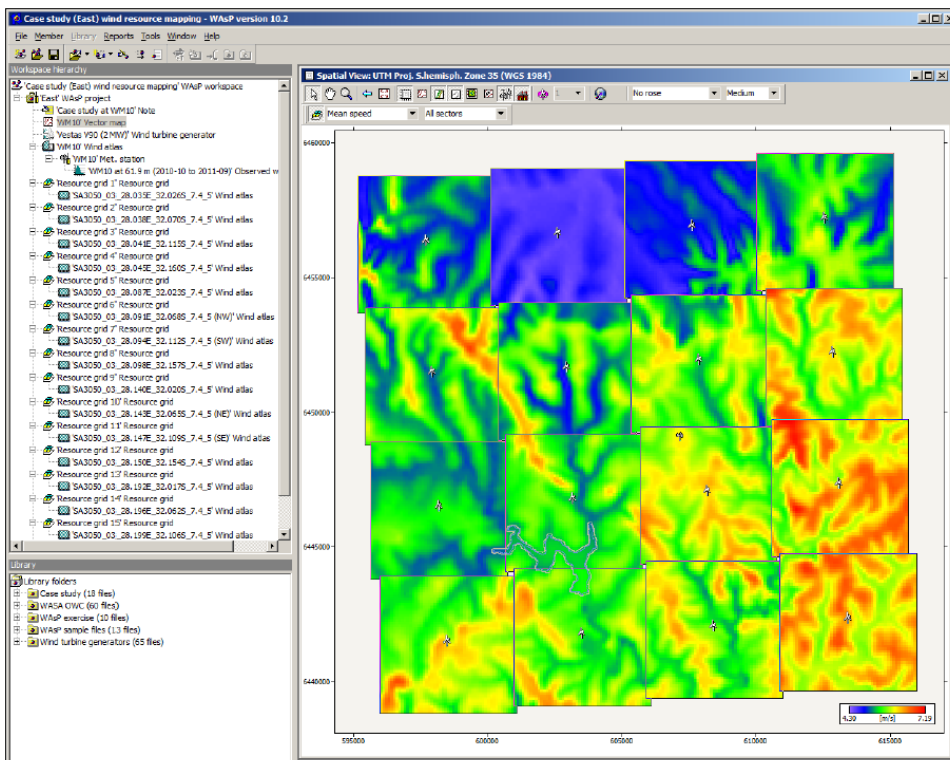 Case study (East) wind resource mapping - WAsP version 10.2
File Member Library Reports Tools Window Help
Workspace Hierarchy
'Case study (East) wind resource mapping' WAsP workspace
'East' WAsP project
'Case study at WM10' Note
'WM10' Vector map
'Vestas V90 (2 MW)' Wind turbine generator
'WM10' Wind atlas
'WM10' Met. station
'WM10 at 61.9 m (2010-10 to 2011-09)' Observed w
'Resource grid 1' Resource grid
'SA3050_03_28.035E_32.026S_7.4_5' Wind atlas
'Resource grid 2' Resource grid
'SA3050_03_28.038E_32.070S_7.4_5' Wind atlas
'Resource grid 3' Resource grid
'SA3050_03_28.041E_32.115S_7.4_5' Wind atlas
'Resource grid 4' Resource grid
'SA3050_03_28.045E_32.160S_7.4_5' Wind atlas
'Resource grid 5' Resource grid
'SA3050_03_28.087E_32.023S_7.4_5' Wind atlas
'Resource grid 6' Resource grid
'SA3050_03_28.091E_32.068S_7.4_5 (NW)' Wind atlas
'Resource grid 7' Resource grid
'SA3050_03_28.094E_32.112S_7.4_5 (SW)' Wind atlas
'Resource grid 8' Resource grid
'SA3050_03_28.098E_32.157S_7.4_5' Wind atlas
'Resource grid 9' Resource grid
'SA3050_03_28.140E_32.020S_7.4_5' Wind atlas
'Resource grid 10' Resource grid
'SA3050_03_28.143E_32.065S_7.4_5 (NE)' Wind atlas
'Resource grid 11' Resource grid
'SA3050_03_28.147E_32.109S_7.4_5 (SE)' Wind atlas
'Resource grid 12' Resource grid
'SA3050_03_28.150E_32.154S_7.4_5' Wind atlas
'Resource grid 13' Resource grid
'SA3050_03_28.192E_32.017S_7.4_5' Wind atlas
'Resource grid 14' Resource grid
'SA3050_03_28.196E_32.062S_7.4_5' Wind atlas
'Resource grid 15' Resource grid
'SA3050_03_28.199E_32.106S_7.4_5' Wind atlas
Library
Library folders
Case study (18 files)
WASA OWC (60 files)
WAsP exercise (10 files)
WAsP sample files (13 files)
Wind turbine generators (65 files)
Spatial View: UTM Proj. S.hemisph. Zone 35 (WGS 1984)
1 No rose Medium
Mean speed All sectors
6460000
6455000
6450000
6445000
6440000
4.30 [m/s] 7.19
595000 600000 605000 610000 615000